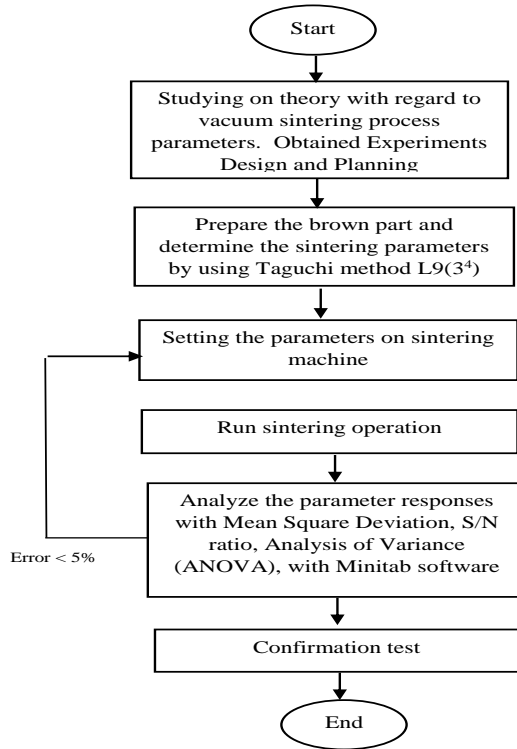 Start
Studying on theory with regard to
vacuum sintering process
parameters. Obtained Experiments
Design and Planning
Prepare the brown part and
determine the sintering parameters
by using Taguchi method L9(3⁴)
Setting the parameters on sintering
machine
Run sintering operation
Analyze the parameter responses
with Mean Square Deviation, S/N
ratio, Analysis of Variance
(ANOVA), with Minitab software
Error < 5%
Confirmation test
End